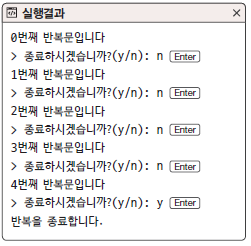 실행결과
0번째 반복문입니다
> 종료하시겠습니까?(y/n): n Enter
1번째 반복문입니다
> 종료하시겠습니까?(y/n): n Enter
2번째 반복문입니다
> 종료하시겠습니까?(y/n): n Enter
3번째 반복문입니다
> 종료하시겠습니까?(y/n): n Enter
4번째 반복문입니다
> 종료하시겠습니까?(y/n): y Enter
반복을 종료합니다.